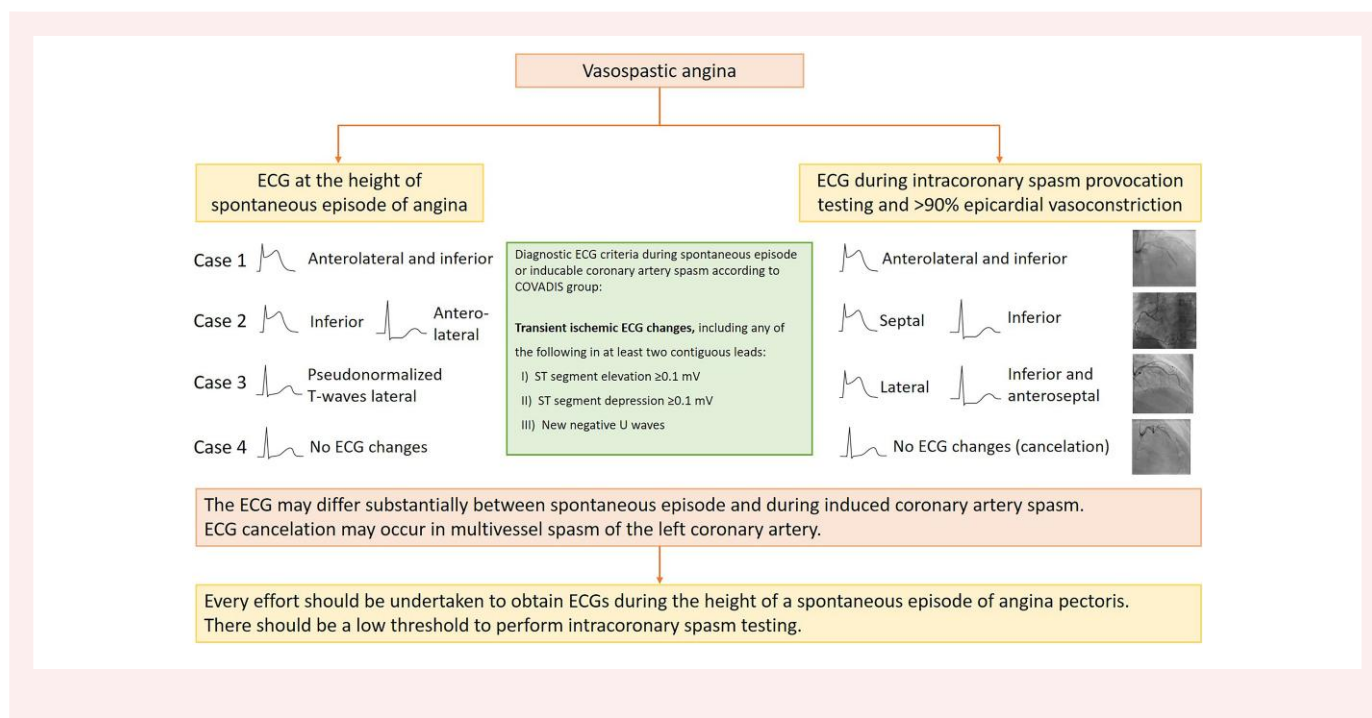 Vasospastic angina
ECG at the height of
spontaneous episode of angina
ECG during intracoronary spasm provocation
testing and >90% epicardial vasoconstriction
Case 1
Anterolateral and inferior
Case 2
Inferior
Antero-
lateral
Case 3
Pseudonormalized
T-waves lateral
Case 4
No ECG changes
Diagnostic ECG criteria during spontaneous episode
or inducable coronary artery spasm according to
COVADIS group:
Transient ischemic ECG changes, including any of
the following in at least two contiguous leads:
I) ST segment elevation ≥0.1 mV
II) ST segment depression ≥0.1 mV
III) New negative U waves
Anterolateral and inferior
Septal
Inferior
Lateral
Inferior and
anteroseptal
No ECG changes (cancelation)
The ECG may differ substantially between spontaneous episode and during induced coronary artery spasm.
ECG cancelation may occur in multivessel spasm of the left coronary artery.
Every effort should be undertaken to obtain ECGs during the height of a spontaneous episode of angina pectoris.
There should be a low threshold to perform intracoronary spasm testing.